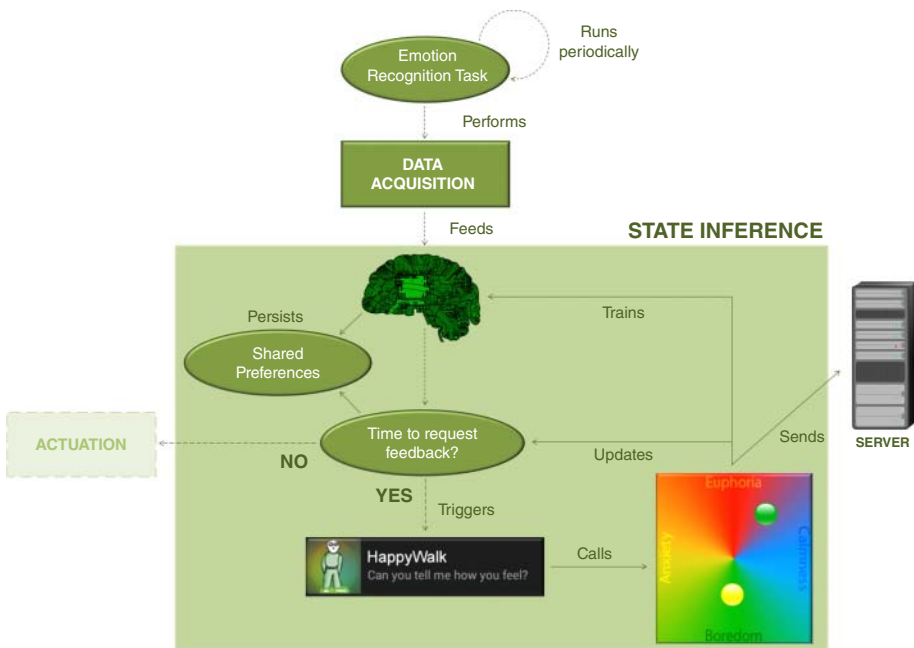 Runs
periodically
Emotion
Recognition Task
Performs
DATA
ACQUISITION
Feeds
STATE INFERENCE
Persists
Trains
Shared
Preferences
Time to request
feedback?
ACTUATION
NO
YES
Updates
Sends
SERVER
Triggers
HappyWalk
Can you tell me how you feel?
Calls
Euphoria
Anxiety
Calmness
Boredom